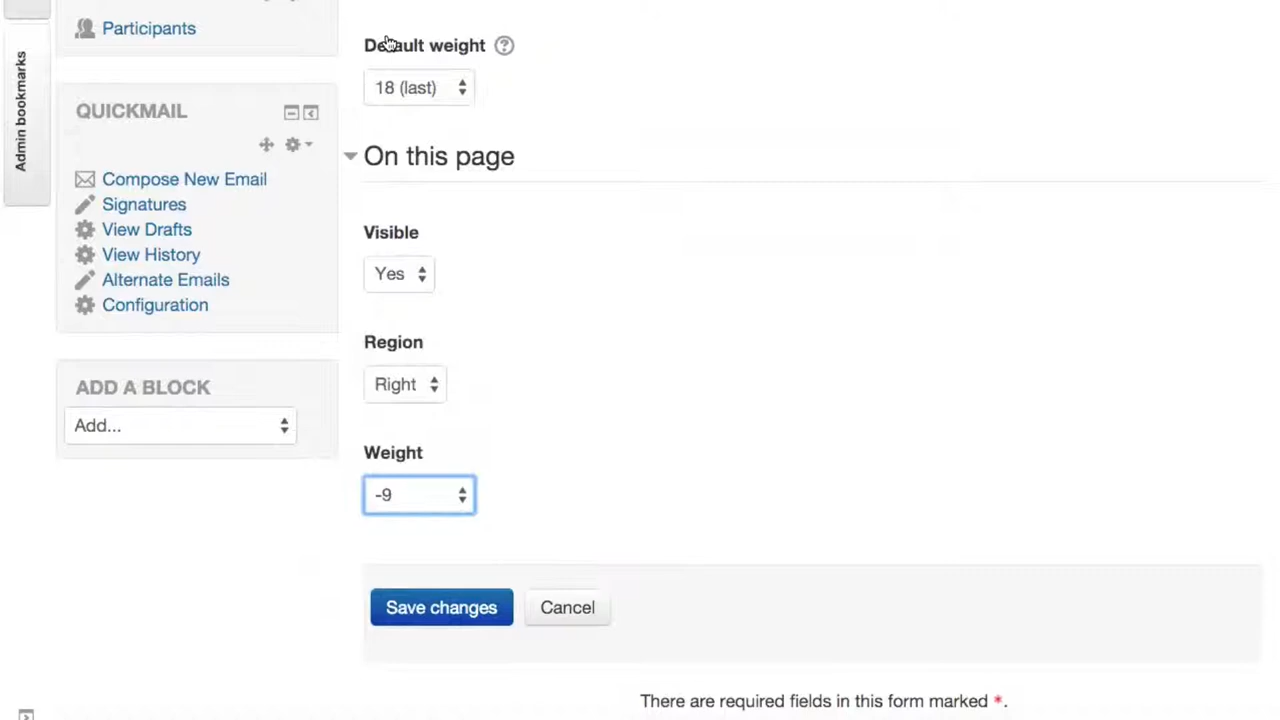 Participants
Admin bookmarks
QUICKMAIL
Compose New Email
Signatures
View Drafts
View History
Alternate Emails
Configuration
ADD A BLOCK
Add...
Default weight
18 (last)
On this page
Visible
Yes
Region
Right
Weight
-9
Save changes
Cancel
There are required fields in this form marked *.